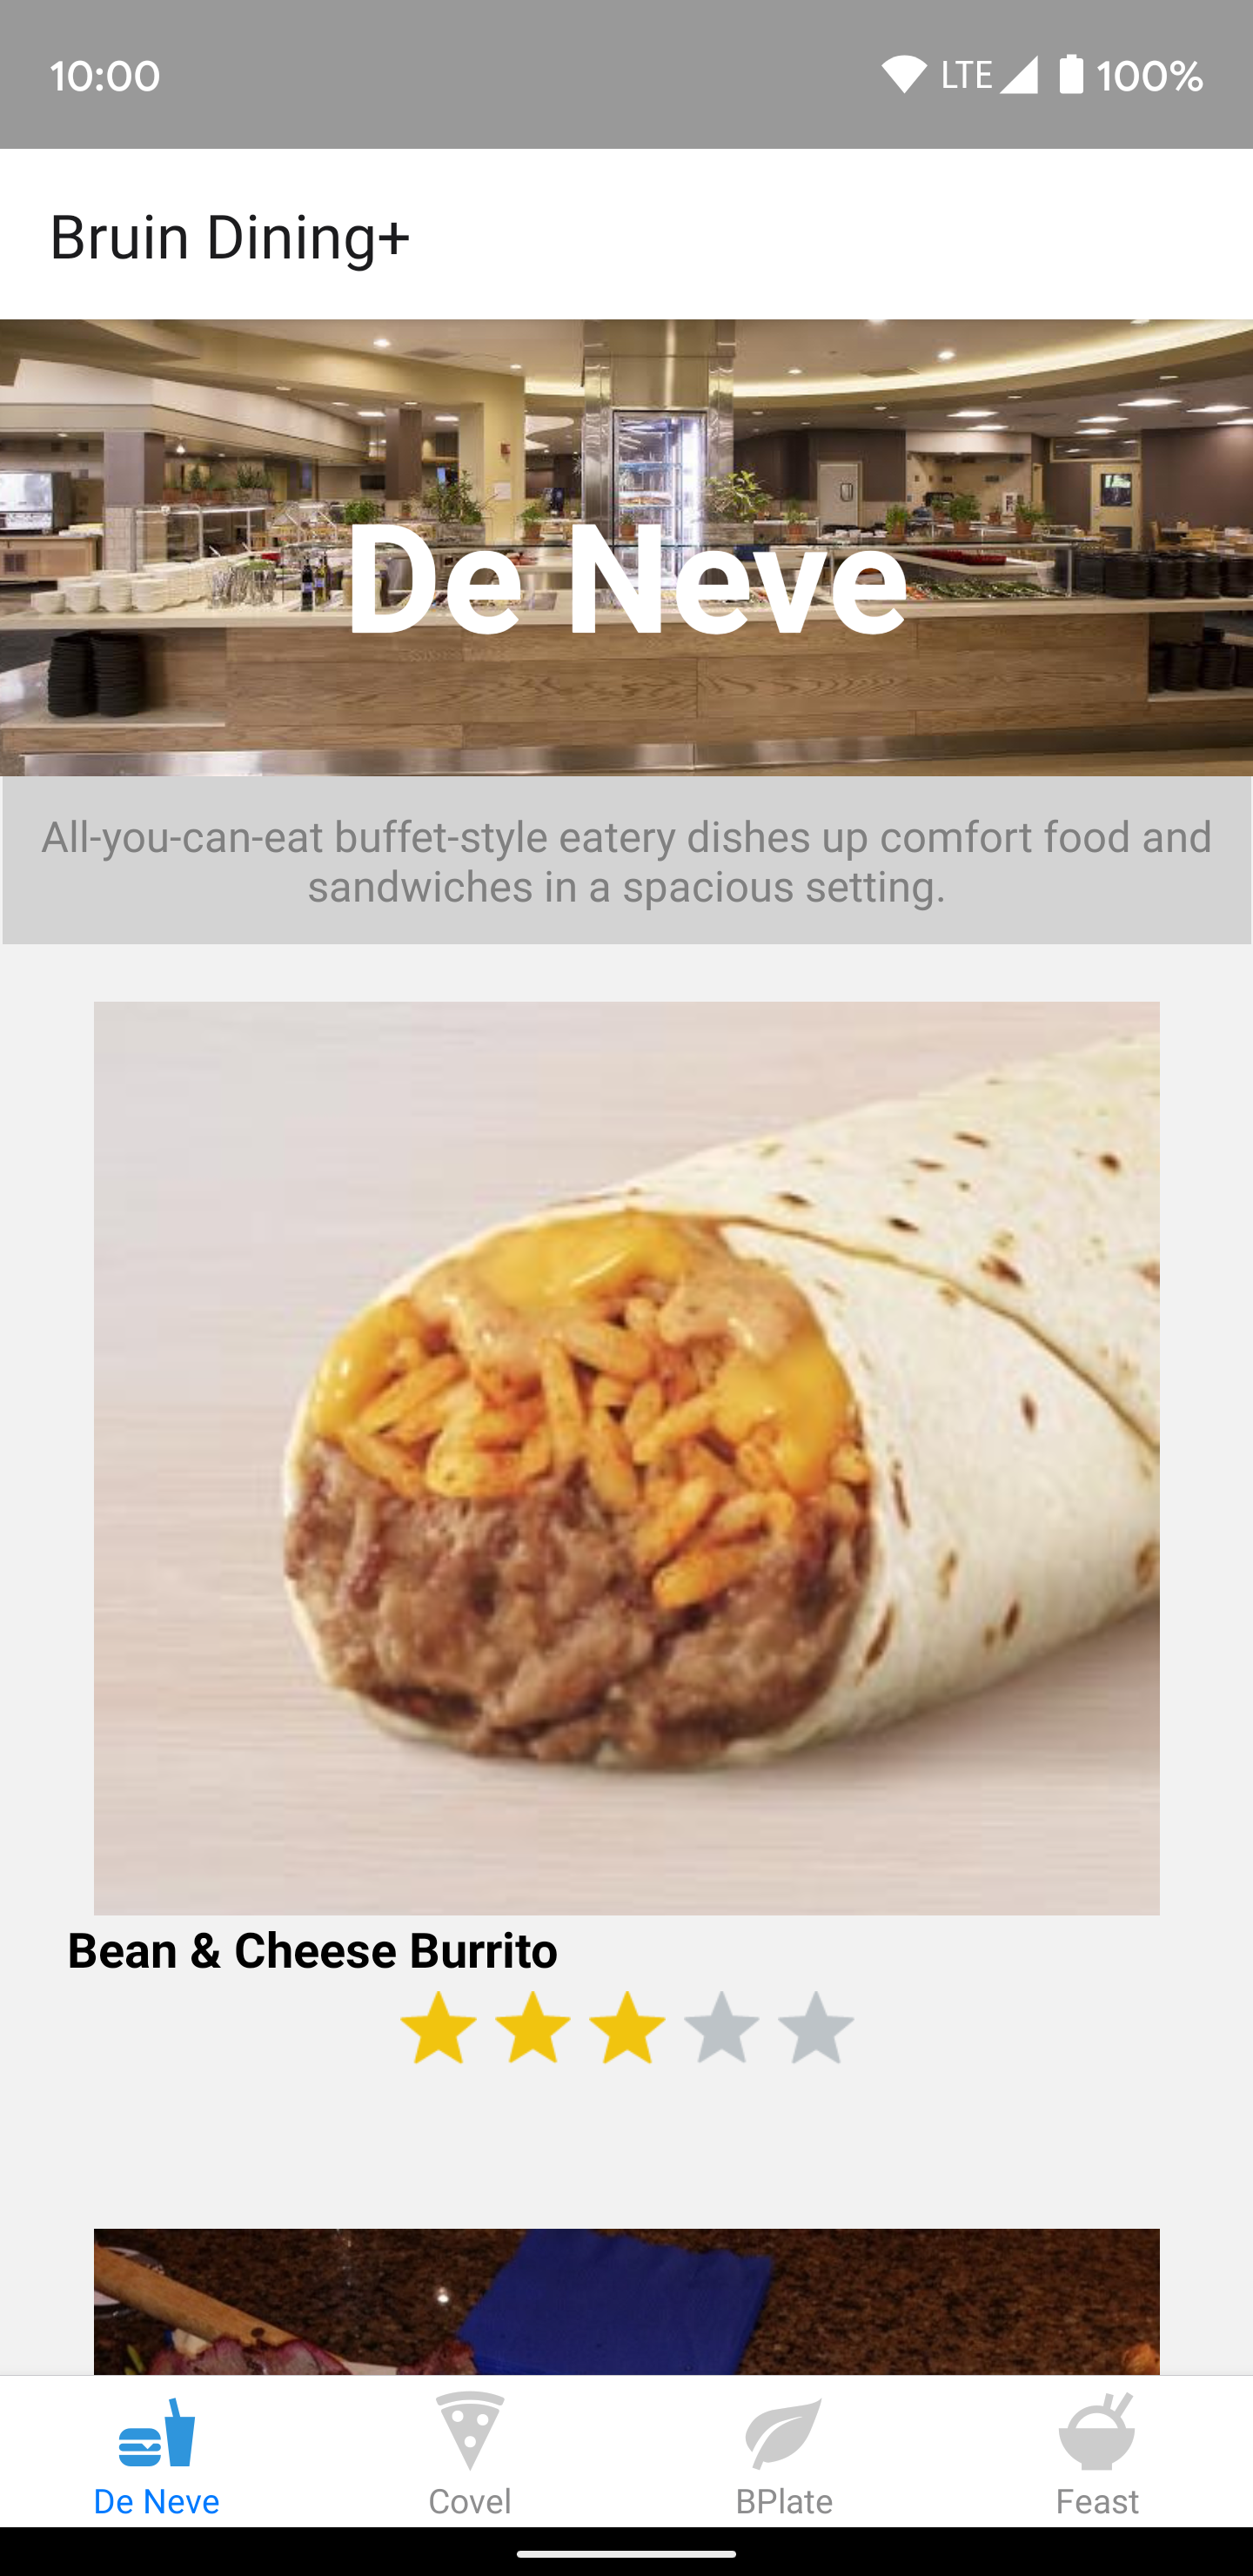 10:00
LTE 100%
Bruin Dining+
De Neve
All-you-can-eat buffet-style eatery dishes up comfort food and
sandwiches in a spacious setting.
Bean & Cheese Burrito
De Neve
Covel
BPlate
Feast